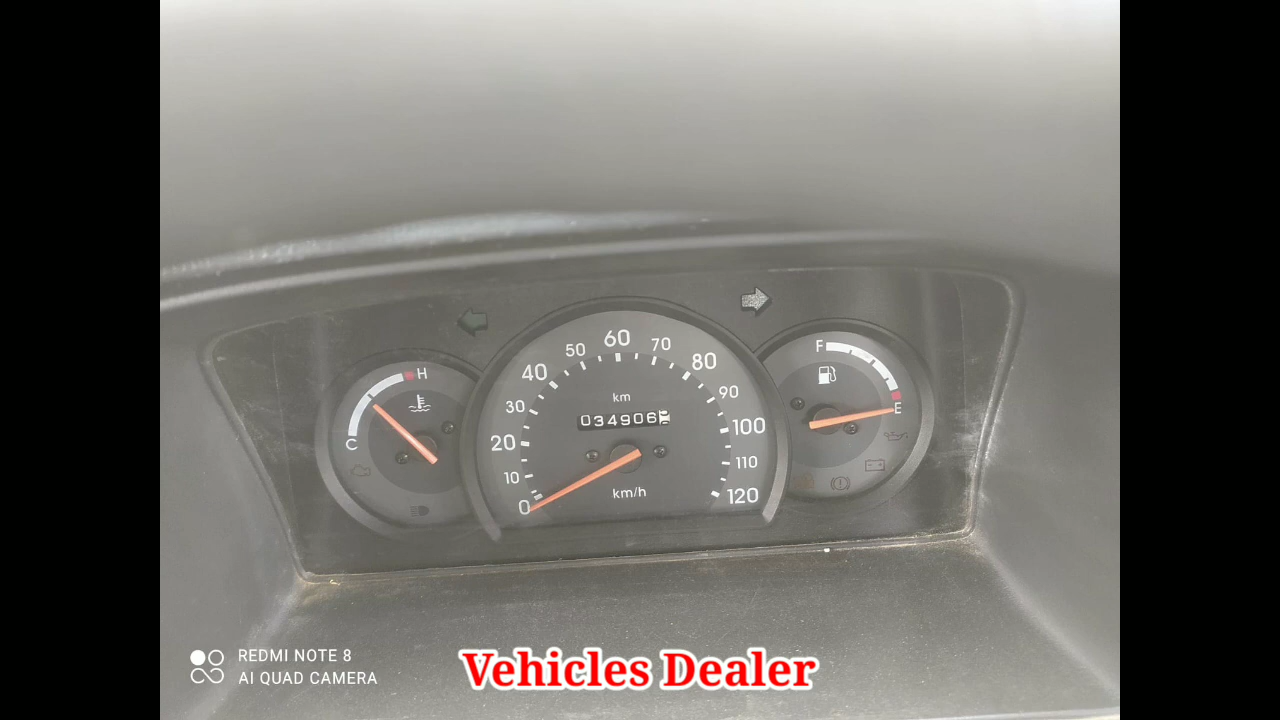 60
50 70
40 80
30 90
km
034906
20 100
10 110
km/h
0 120
H
C
F
E
REDMI NOTE 8
AI QUAD CAMERA
Vehicles Dealer